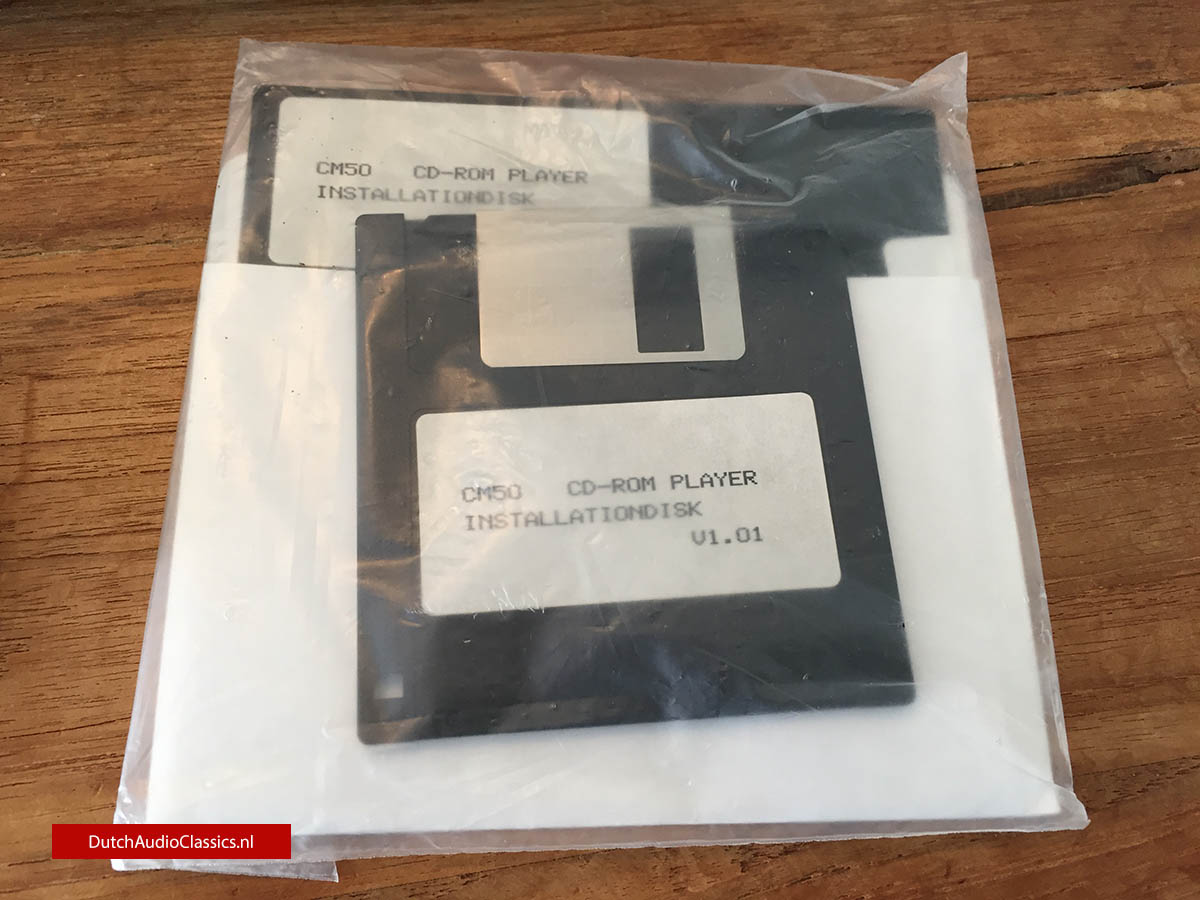 CM50 CD-ROM PLAYER
INSTALLATIONDISK
CM50 CD-ROM PLAYER
INSTALLATIONDISK
V1.01
DutchAudioClassics.nl